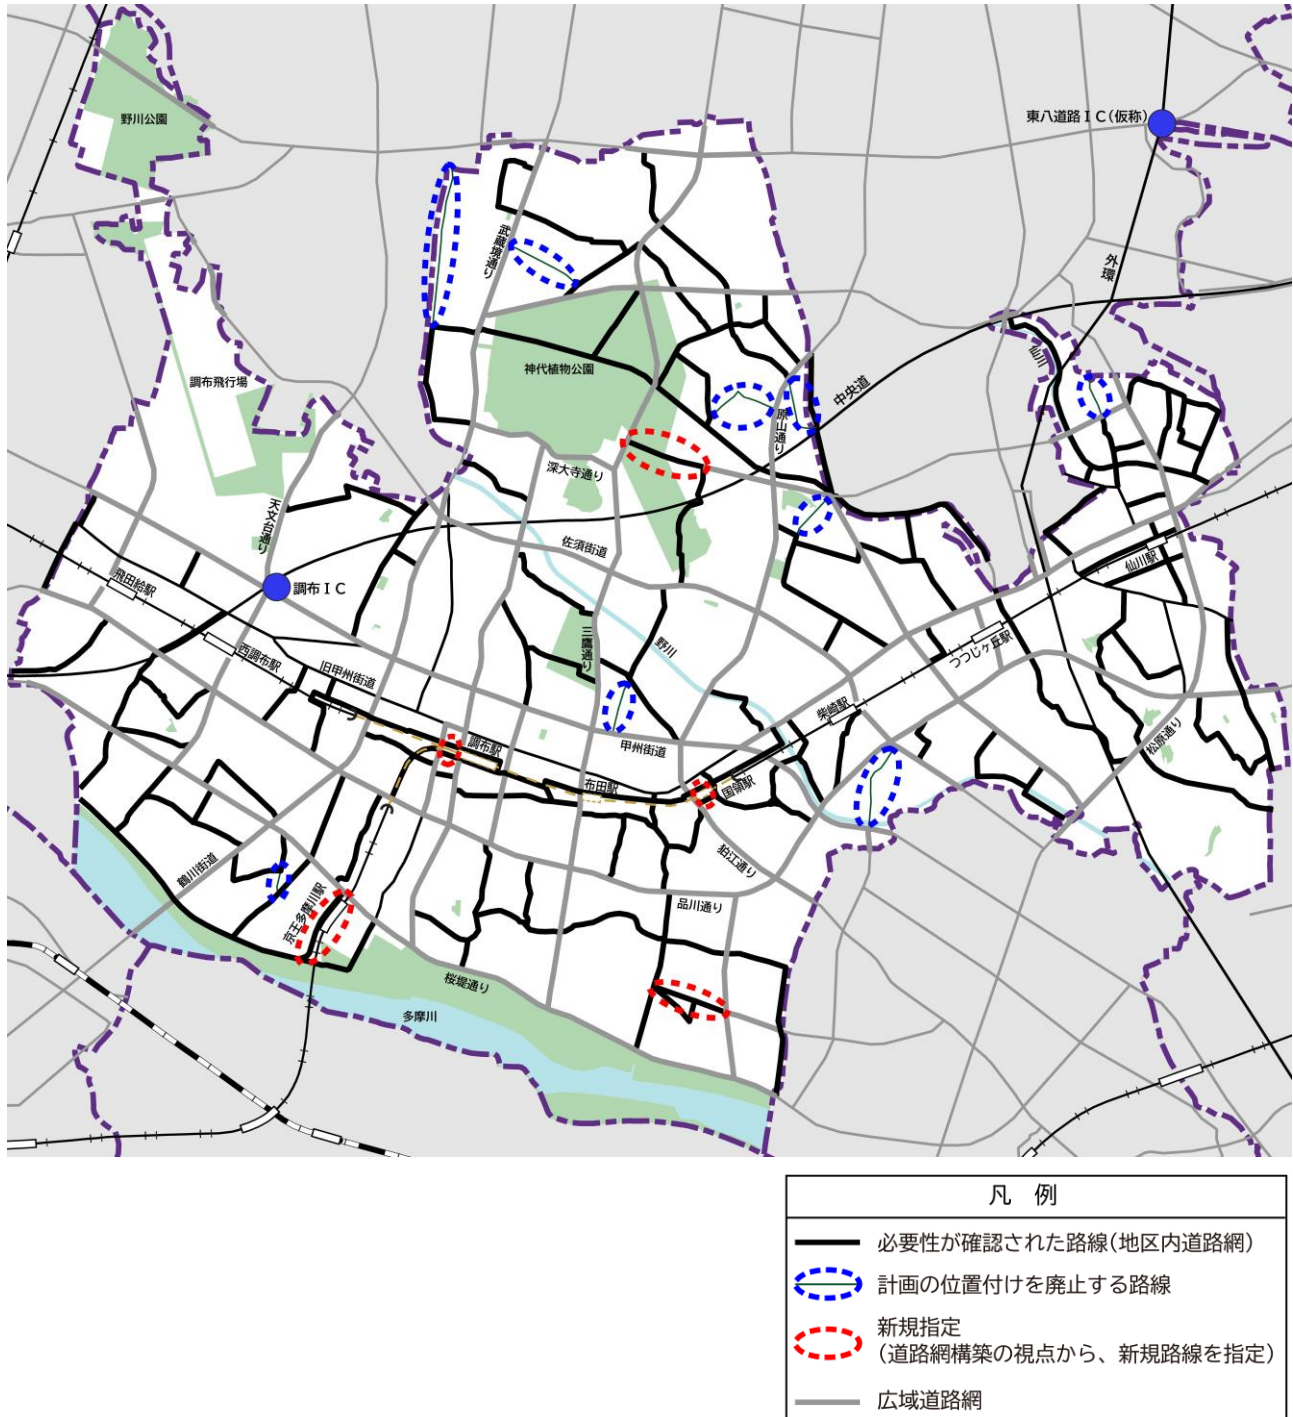 野川公園
東八道路ＩＣ(仮称)
武蔵境通り
外環
仙川
調布飛行場
神代植物公園
中央道
原山通り
深大寺通り
天文台通り
佐須街道
飛田給駅
調布ＩＣ
仙川駅
三鷹通り
野川
つつじヶ丘駅
西調布駅
旧甲州街道
柴崎駅
松原通り
調布駅
甲州街道
布田駅
国領駅
狛江通り
鶴川街道
京王多摩川駅
品川通り
桜堤通り
多摩川
凡　例
必要性が確認された路線(地区内道路網)
計画の位置付けを廃止する路線
新規指定
(道路網構築の視点から、新規路線を指定)
広域道路網